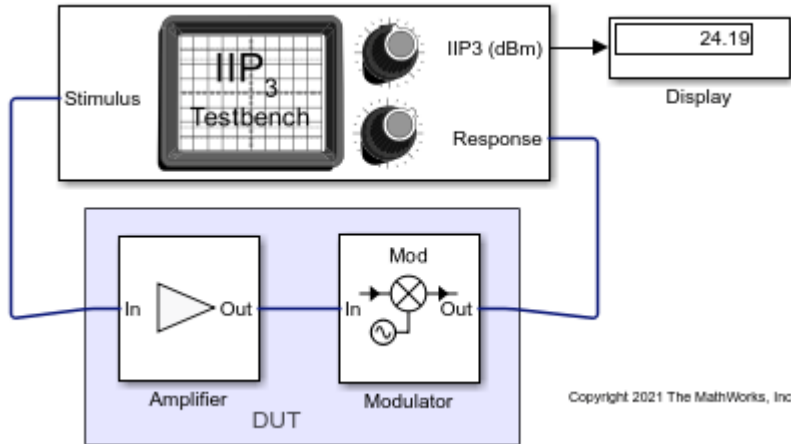 IIP3 (dBm)
24.19
Display
Stimulus
IIP3
Testbench
Response
Mod
In
Out
In
Out
Amplifier
Modulator
DUT
Copyright 2021 The MathWorks, Inc